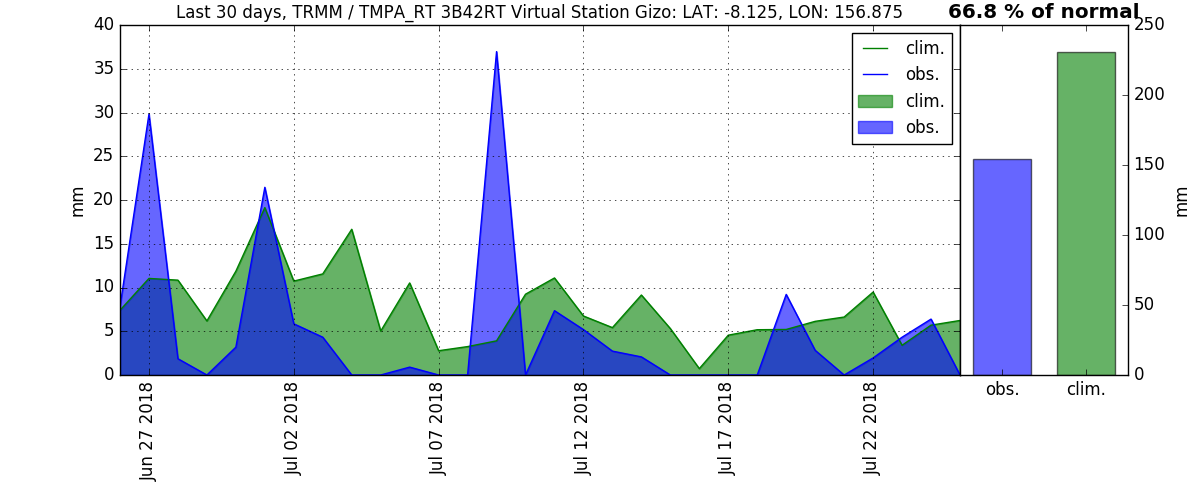 Last 30 days, TRMM / TMPA_RT 3B42RT Virtual Station Gizo: LAT: -8.125, LON: 156.875
66.8 % of normal
40
35
30
25
20
15
10
5
0
mm
clim.
obs.
clim.
obs.
250
200
150
100
50
0
mm
Jun 27 2018
Jul 02 2018
Jul 07 2018
Jul 12 2018
Jul 17 2018
Jul 22 2018
obs.
clim.